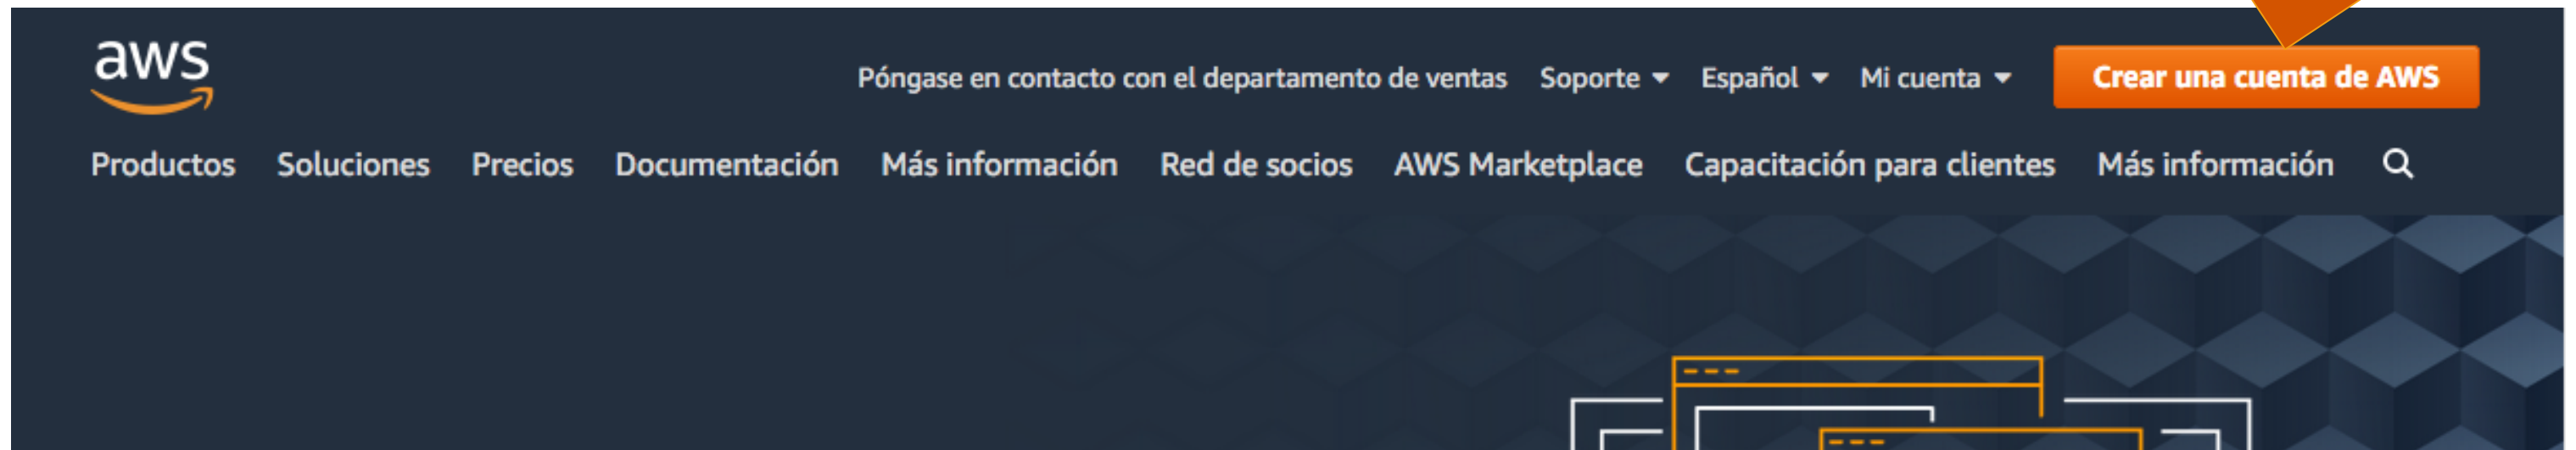 aws
Póngase en contacto con el departamento de ventas Soporte Español Mi cuenta Crear una cuenta de AWS
Productos Soluciones Precios Documentación Más información Red de socios AWS Marketplace Capacitación para clientes Más información